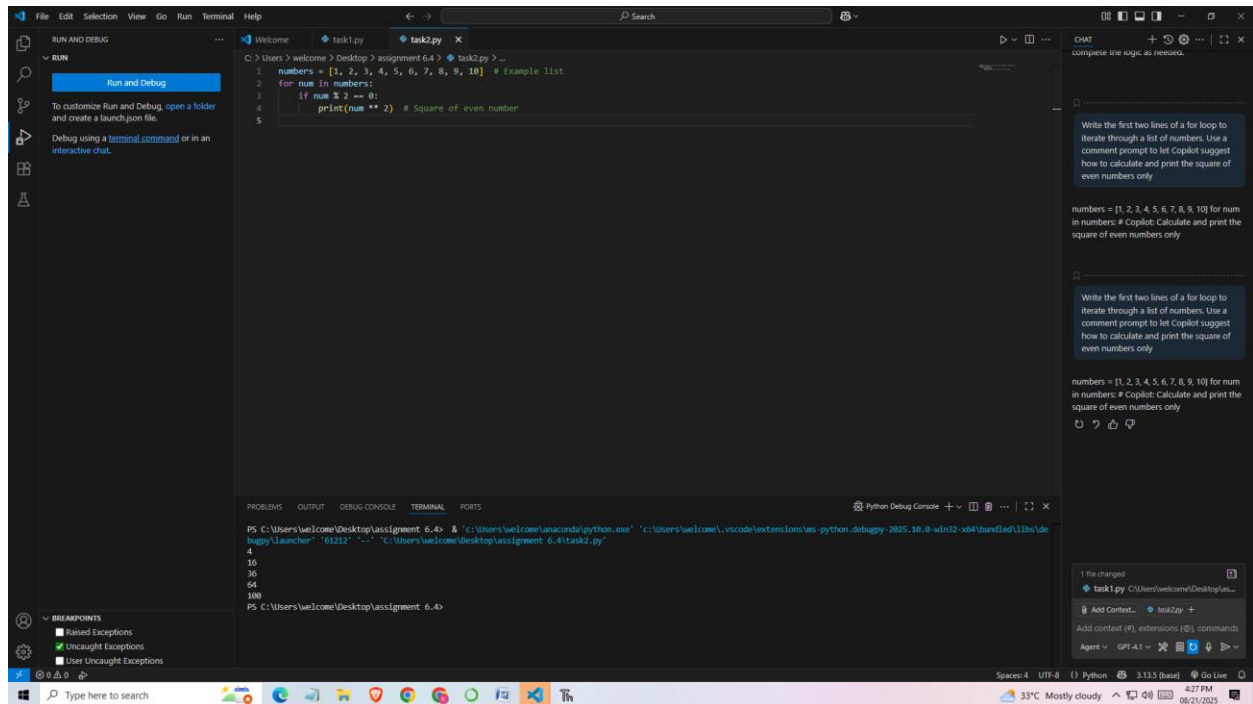 File Edit Selection View Go Run Terminal Help
Search
RUN AND DEBUG
RUN
Run and Debug
To customize Run and Debug, open a folder
and create a launch.json file.
Debug using a terminal command or in an
interactive chat.
Welcome task1.py task2.py
C: > Users > welcome > Desktop > assignment 6.4 > task2.py > ...
1 numbers = [1, 2, 3, 4, 5, 6, 7, 8, 9, 10] # Example list
2 for num in numbers:
3 if num % 2 == 0:
4 print(num ** 2) # Square of even number
5
PROBLEMS OUTPUT DEBUG CONSOLE TERMINAL PORTS
Python Debug Console
PS C:\Users\welcome\Desktop\assignment 6.4> & 'c:\Users\welcome\anaconda\python.exe' 'c:\Users\welcome\.vscode\extensions\ms-python.debugpy-2025.10.0-win32-x64\bundled\libs\de
bugpy\launcher' '61212' '--' 'C:\Users\welcome\Desktop\assignment 6.4\task2.py'
4
16
36
64
100
PS C:\Users\welcome\Desktop\assignment 6.4>
BREAKPOINTS
Raised Exceptions
Uncaught Exceptions
User Uncaught Exceptions
CHAT
complete the logic as needed.
Write the first two lines of a for loop to
iterate through a list of numbers. Use a
comment prompt to let Copilot suggest
how to calculate and print the square of
even numbers only
numbers = [1, 2, 3, 4, 5, 6, 7, 8, 9, 10] for num
in numbers: # Copilot: Calculate and print the
square of even numbers only
Write the first two lines of a for loop to
iterate through a list of numbers. Use a
comment prompt to let Copilot suggest
how to calculate and print the square of
even numbers only
numbers = [1, 2, 3, 4, 5, 6, 7, 8, 9, 10] for num
in numbers: # Copilot: Calculate and print the
square of even numbers only
1 file changed
task1.py C:\Users\welcome\Desktop\as...
Add Context... task2.py +
Add context (#), extensions (@), commands
Agent GPT-4.1
0 0
Spaces: 4 UTF-8 {} Python 3.13.5 (base) Go Live
Type here to search
33°C Mostly cloudy
4:27 PM
08/21/2025